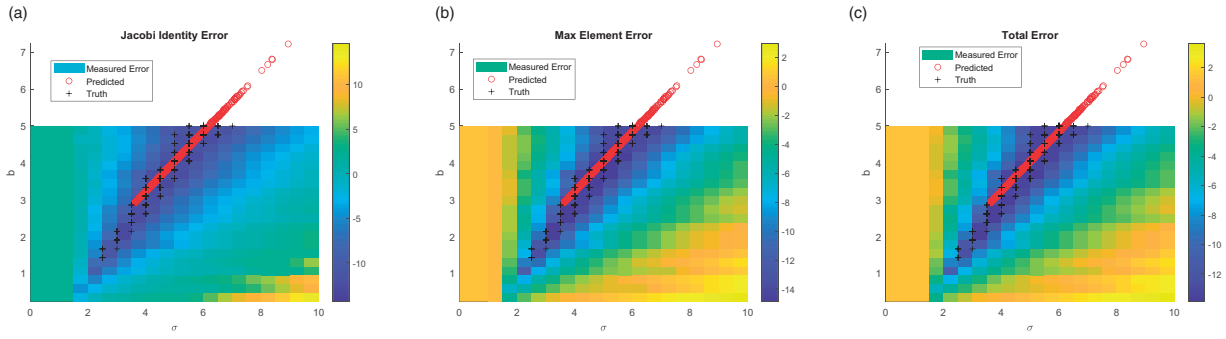 (a)
Jacobi Identity Error
Measured Error
Predicted
Truth
7
6
5
4
3
2
1
b
0 2 4 6 8 10
σ
10
5
0
-5
-10
(b)
Max Element Error
Measured Error
Predicted
Truth
7
6
5
4
3
2
1
b
0 2 4 6 8 10
σ
2
0
-2
-4
-6
-8
-10
-12
-14
(c)
Total Error
Measured Error
Predicted
Truth
7
6
5
4
3
2
1
b
0 2 4 6 8 10
σ
2
0
-2
-4
-6
-8
-10
-12